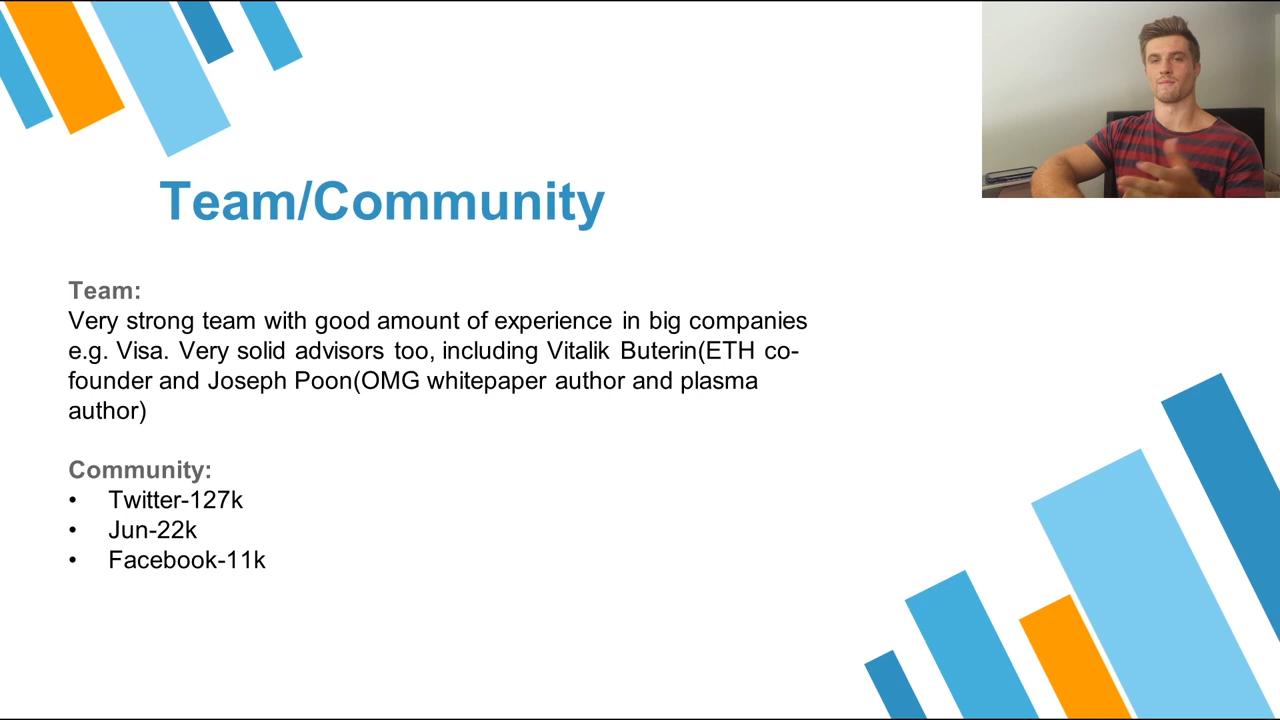 Team/Community
Team:
Very strong team with good amount of experience in big companies
e.g. Visa. Very solid advisors too, including Vitalik Buterin(ETH co-
founder and Joseph Poon(OMG whitepaper author and plasma
author)
Community:
• Twitter-127k
• Jun-22k
• Facebook-11k